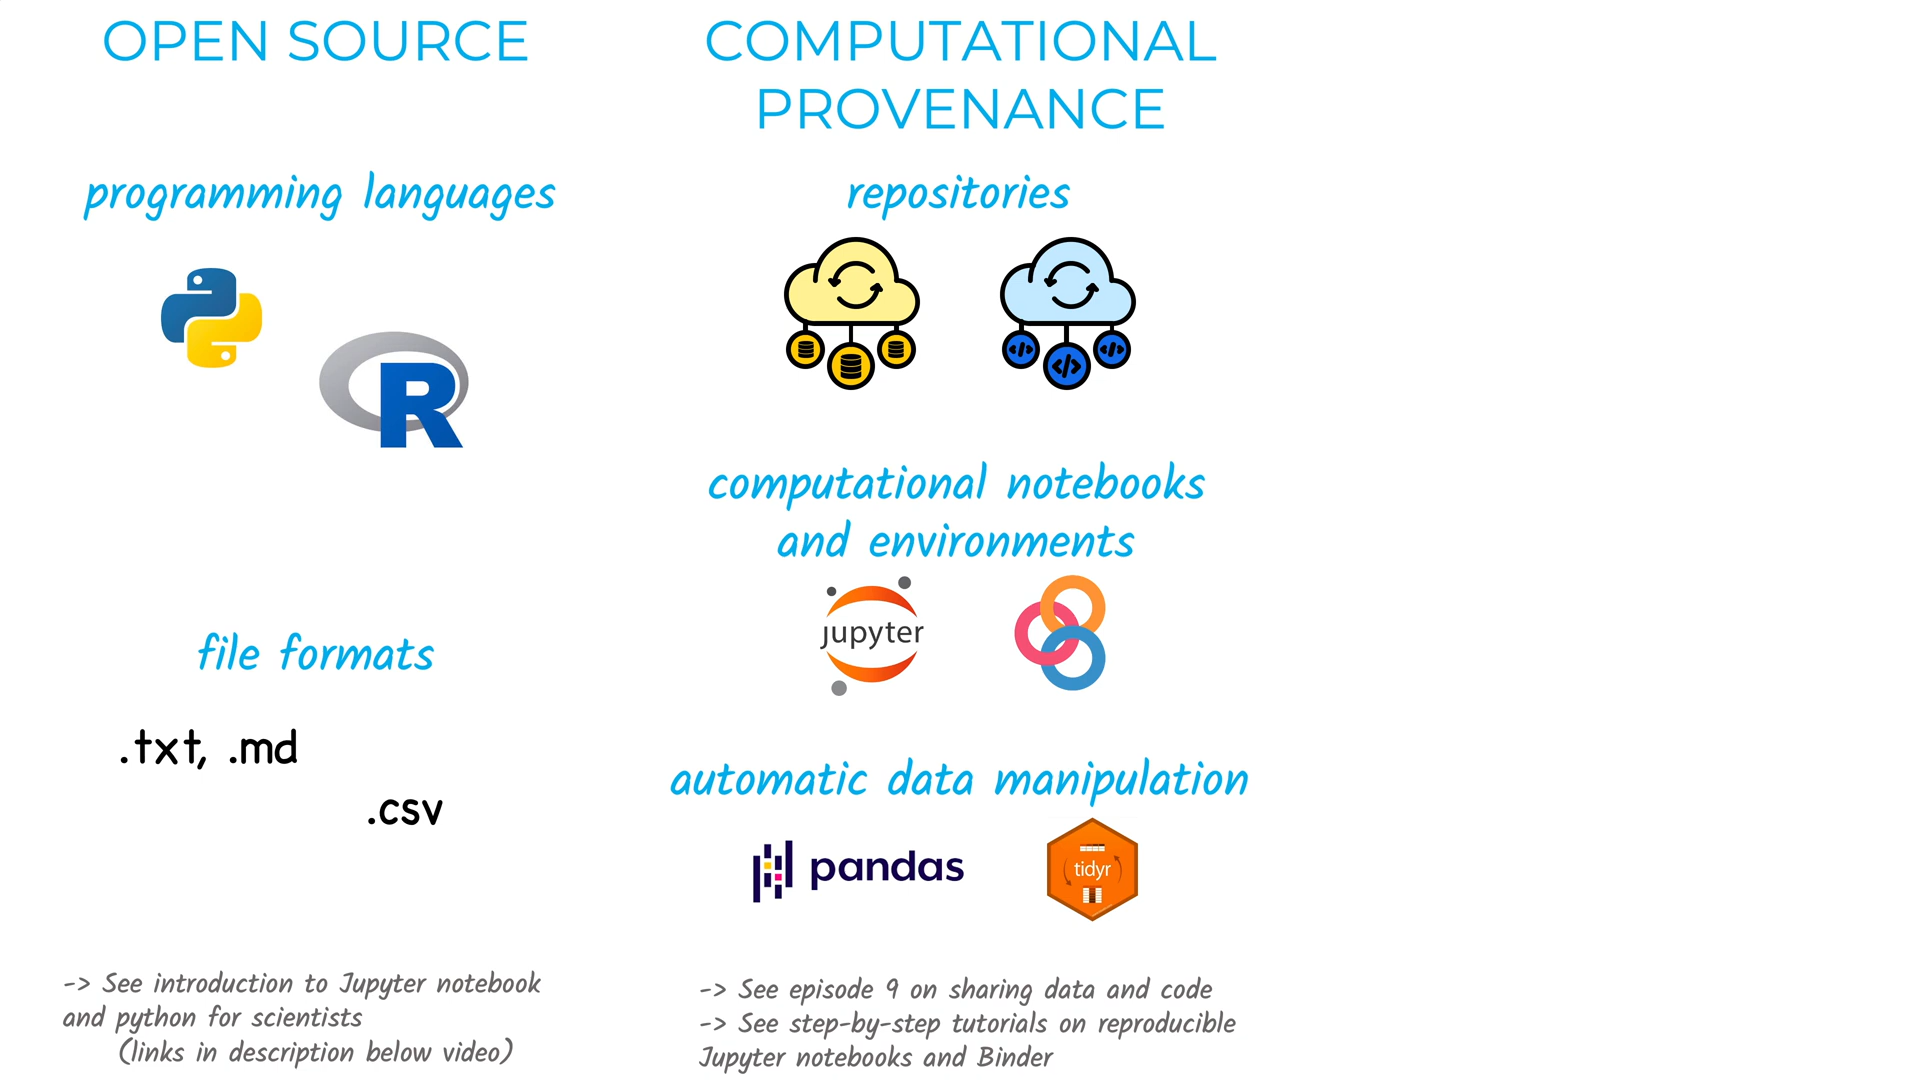 OPEN SOURCE
programming languages
R
file formats
.txt, .md
.csv
-> See introduction to Jupyter notebook
and python for scientists
(links in description below video)
COMPUTATIONAL
PROVENANCE
repositories
computational notebooks
and environments
jupyter
automatic data manipulation
pandas
tidyr
-> See episode 9 on sharing data and code
-> See step-by-step tutorials on reproducible
Jupyter notebooks and Binder